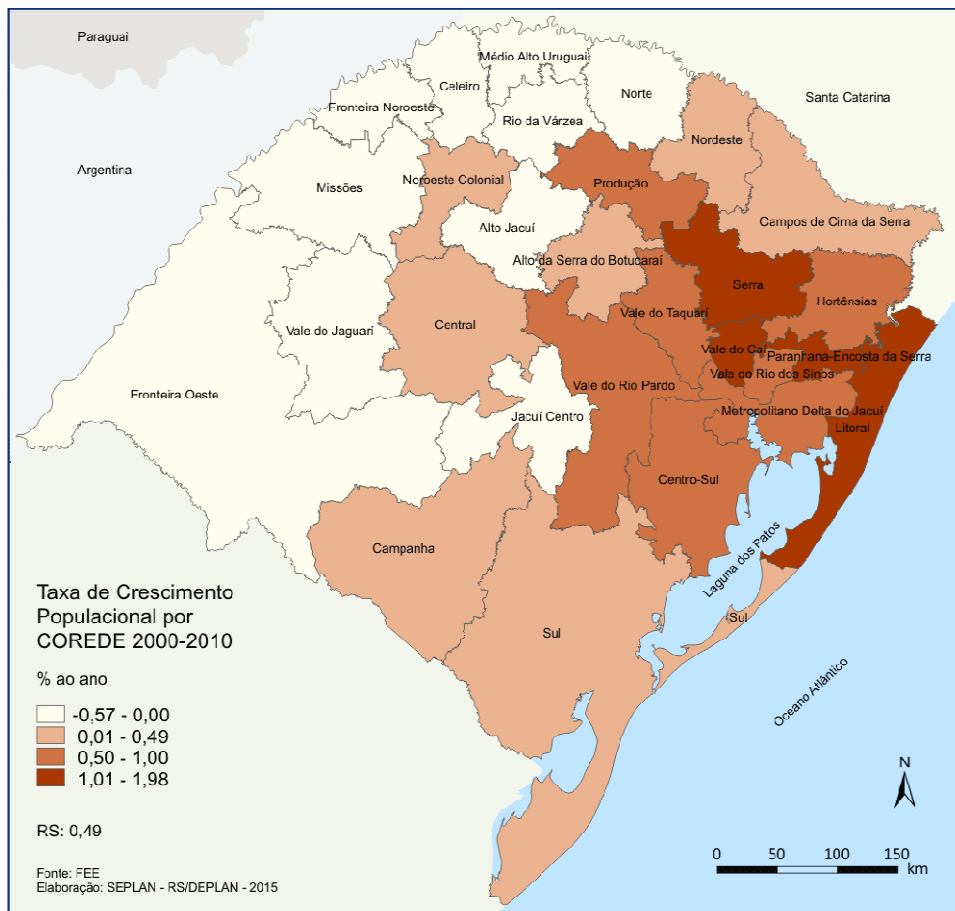 Paraguai
Médio Alto Uruguai
Celeiro
Norte
Santa Catarina
Fronteira Noroeste
Rio da Várzea
Nordeste
Argentina
Missões
Noroeste Colonial
Produção
Campos de Cima da Serra
Alto Jacuí
Alto da Serra do Botucaraí
Serra
Hortênsias
Vale do Taquarí
Central
Vale do Jaguarí
Vale do Caí
Paranhana-Encosta da Serra
Vale do Rio dos Sinos
Fronteira Oeste
Vale do Rio Pardo
Jacuí Centro
Metropolitano Delta do Jacuí
Litoral
Centro-Sul
Campanha
Laguna dos Patos
Sul
Sul
Oceano Atlântico
Taxa de Crescimento
Populacional por
COREDE 2000-2010
% ao ano
-0,57 - 0,00
0,01 - 0,49
0,50 - 1,00
1,01 - 1,98
RS: 0,49
Fonte: FEE
Elaboração: SEPLAN - RS/DEPLAN - 2015
N
0 50 100 150
km